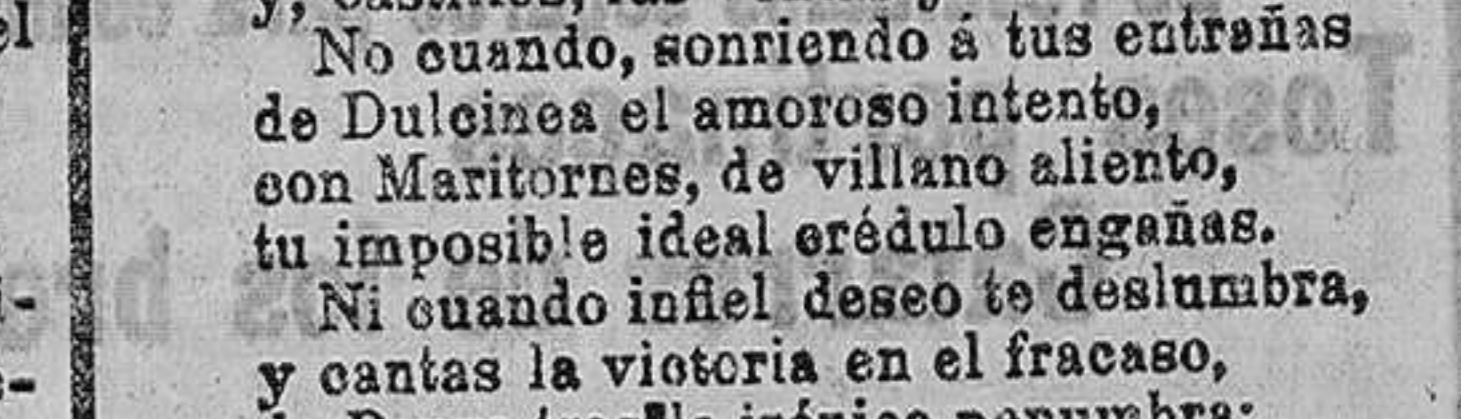 No cuando, sonriendo á tus entrañas
de Dulcinea el amoroso intento,
con Maritornes, de villano aliento,
tu imposible ideal crédulo engañas.
Ni cuando infiel deseo te deslumbra,
y cantas la victoria en el fracaso,
penumbra: